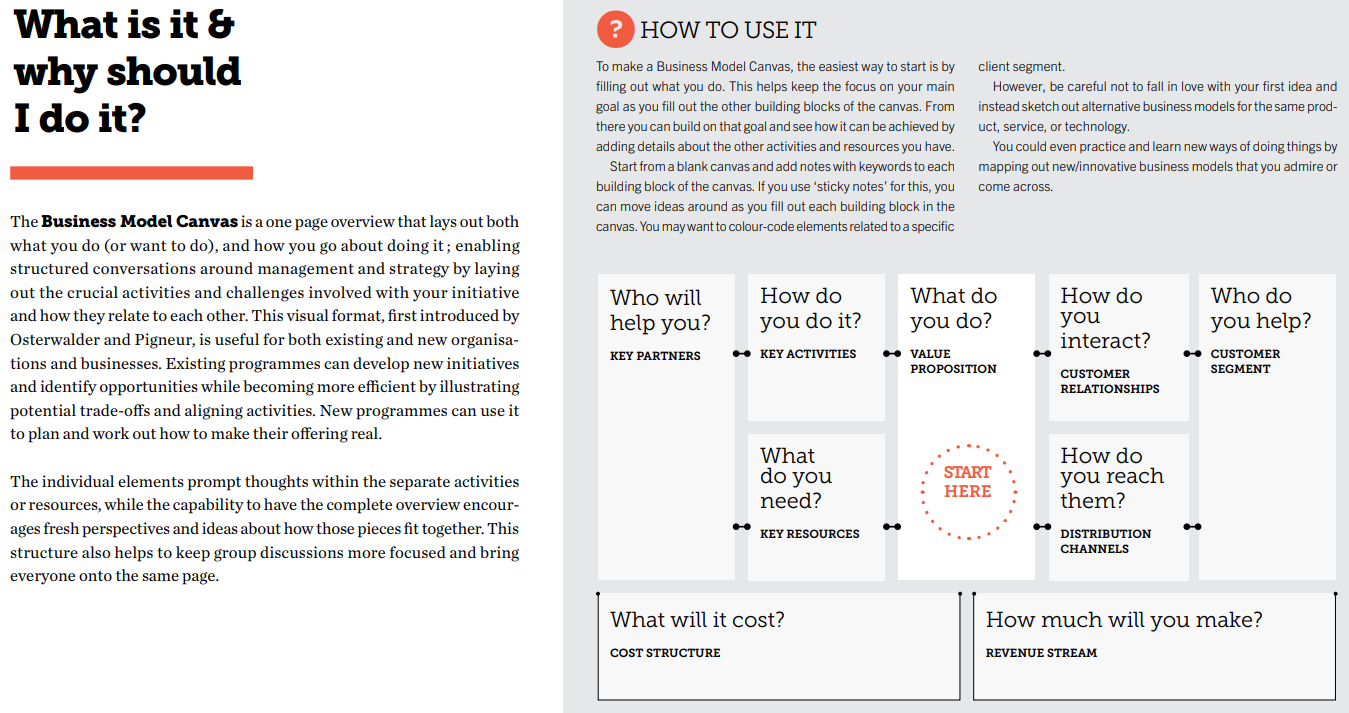 What is it &
why should
I do it?
The Business Model Canvas is a one page overview that lays out both
what you do (or want to do), and how you go about doing it; enabling
structured conversations around management and strategy by laying
out the crucial activities and challenges involved with your initiative
and how they relate to each other. This visual format, first introduced by
Osterwalder and Pigneur, is useful for both existing and new organisa-
tions and businesses. Existing programmes can develop new initiatives
and identify opportunities while becoming more efficient by illustrating
potential trade-offs and aligning activities. New programmes can use it
to plan and work out how to make their offering real.
The individual elements prompt thoughts within the separate activities
or resources, while the capability to have the complete overview encour-
ages fresh perspectives and ideas about how those pieces fit together. This
structure also helps to keep group discussions more focused and bring
everyone onto the same page.
? HOW TO USE IT
To make a Business Model Canvas, the easiest way to start is by
filling out what you do. This helps keep the focus on your main
goal as you fill out the other building blocks of the canvas. From
there you can build on that goal and see how it can be achieved by
adding details about the other activities and resources you have.
Start from a blank canvas and add notes with keywords to each
building block of the canvas. If you use ‘sticky notes’ for this, you
can move ideas around as you fill out each building block in the
canvas. You may want to colour-code elements related to a specific
client segment.
However, be careful not to fall in love with your first idea and
instead sketch out alternative business models for the same prod-
uct, service, or technology.
You could even practice and learn new ways of doing things by
mapping out new/innovative business models that you admire or
come across.
Who will
help you?
KEY PARTNERS
How do
you do it?
KEY ACTIVITIES
What
do you
need?
KEY RESOURCES
What do
you do?
VALUE
PROPOSITION
START
HERE
How do
you
interact?
CUSTOMER
RELATIONSHIPS
How do
you reach
them?
DISTRIBUTION
CHANNELS
Who do
you help?
CUSTOMER
SEGMENT
What will it cost?
COST STRUCTURE
How much will you make?
REVENUE STREAM